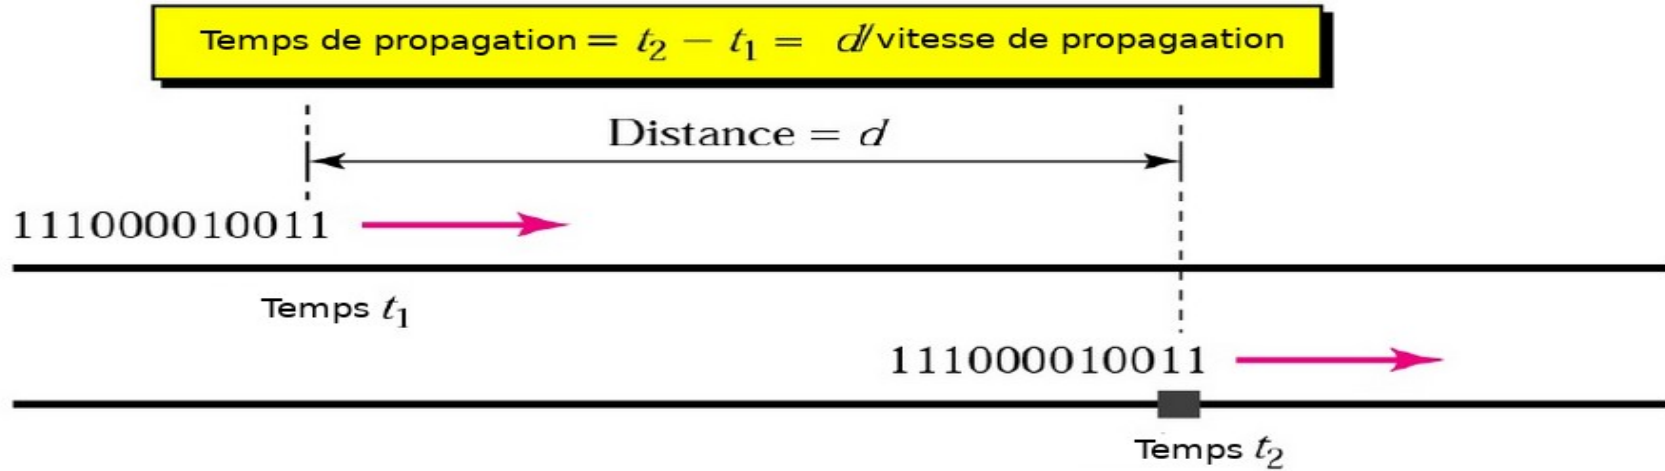 Temps de propagation = t₂ − t₁ = d/vitesse de propagaation
Distance = d
111000010011
Temps t₁
111000010011
Temps t₂